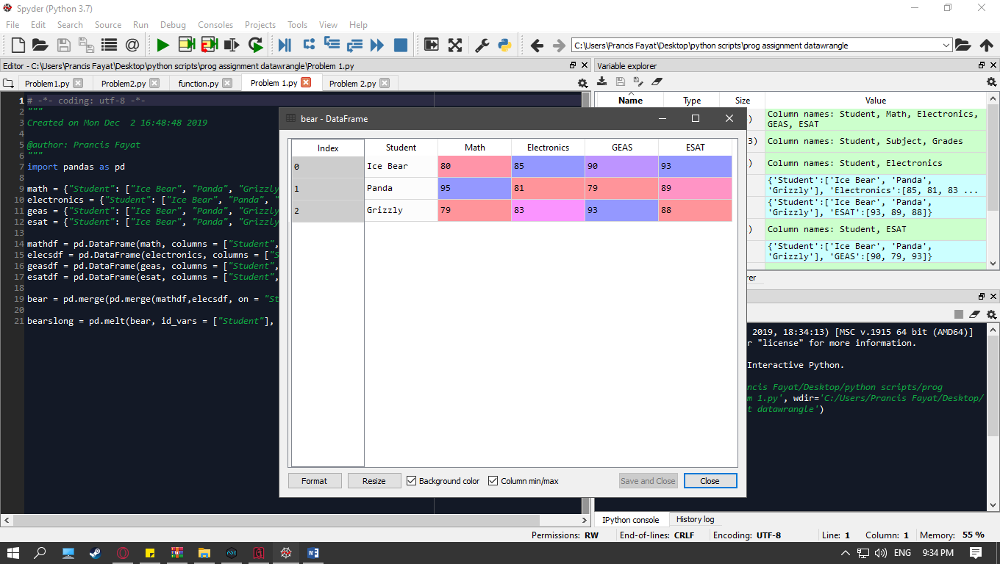 Spyder (Python 3.7)
File Edit Search Source Run Debug Consoles Projects Tools View Help
C:\Users\Prancis Fayat\Desktop\python scripts\prog assignment datawrangle
Editor - C:\Users\Prancis Fayat\Desktop\python scripts\prog assignment datawrangle\Problem 1.py
Problem1.py Problem2.py function.py Problem 1.py Problem 2.py
1 # -*- coding: utf-8 -*-
2 """
3 Created on Mon Dec  2 16:48:48 2019
4
5 @author: Prancis Fayat
6 """
7 import pandas as pd
8
9 math = {"Student": ["Ice Bear", "Panda", "Grizzly
10 electronics = {"Student": ["Ice Bear", "Panda", "
11 geas = {"Student": ["Ice Bear", "Panda", "Grizzly
12 esat = {"Student": ["Ice Bear", "Panda", "Grizzly
13
14 mathdf = pd.DataFrame(math, columns = ["Student",
15 elecsdf = pd.DataFrame(electronics, columns = ["S
16 geasdf = pd.DataFrame(geas, columns = ["Student",
17 esatdf = pd.DataFrame(esat, columns = ["Student",
18
19 bear = pd.merge(pd.merge(mathdf,elecsdf, on = "St
20
21 bearslong = pd.melt(bear, id_vars = ["Student"],
bear - DataFrame
Index Student Math Electronics GEAS ESAT
0 Ice Bear 80 85 90 93
1 Panda 95 81 79 89
2 Grizzly 79 83 93 88
Format Resize Background color Column min/max Save and Close Close
Variable explorer
Name Type Size Value
) Column names: Student, Math, Electronics,
GEAS, ESAT
3) Column names: Student, Subject, Grades
) Column names: Student, Electronics
{'Student':['Ice Bear', 'Panda',
'Grizzly'], 'Electronics':[85, 81, 83 ...
{'Student':['Ice Bear', 'Panda',
'Grizzly'], 'ESAT':[93, 89, 88]}
) Column names: Student, ESAT
{'Student':['Ice Bear', 'Panda',
'Grizzly'], 'GEAS':[90, 79, 93]}
rer
2019, 18:34:13) [MSC v.1915 64 bit (AMD64)]
r "license" for more information.
Interactive Python.
ncis Fayat/Desktop/python scripts/prog
m 1.py', wdir='C:/Users/Prancis Fayat/Desktop/
t datawrangle')
IPython console History log
Permissions: RW End-of-lines: CRLF Encoding: UTF-8 Line: 1 Column: 1 Memory: 55 %
ENG 9:34 PM